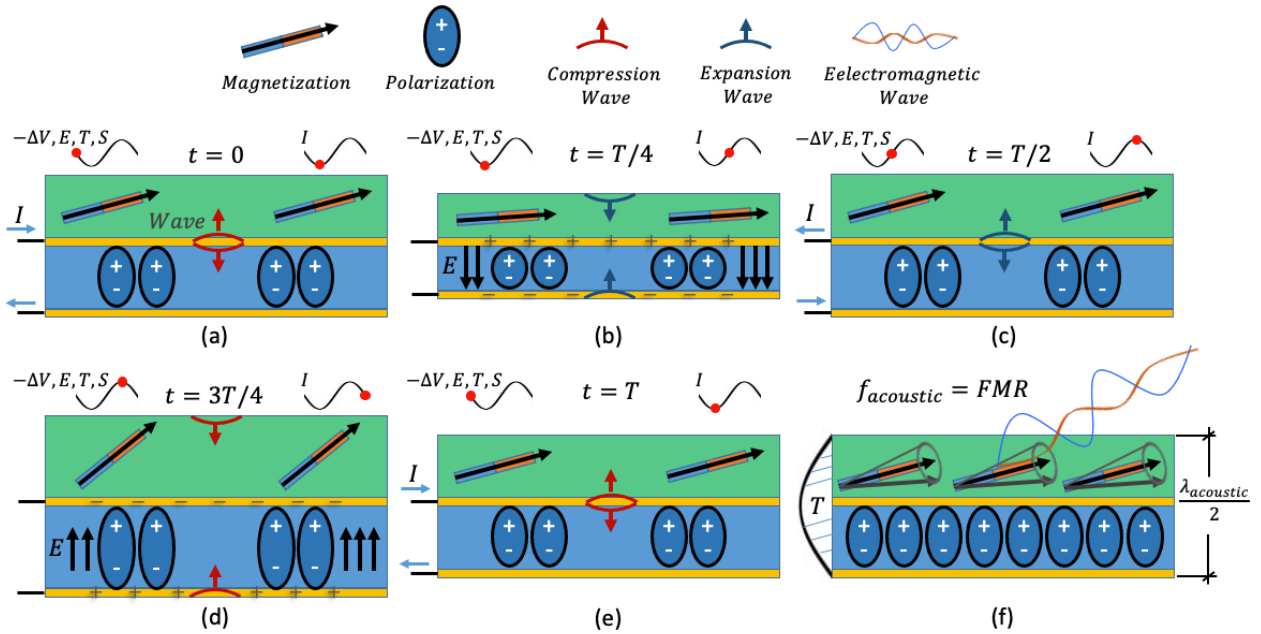 Magnetization
Polarization
Compression
Wave
Expansion
Wave
Eelectromagnetic
Wave
−ΔV, E, T, S
t = 0
I
I
Wave
+ +
- -
+ +
- -
(a)
−ΔV, E, T, S
t = T/4
I
+ + + + + + +
E
+ +
- -
+ +
- -
− − − − − − −
(b)
−ΔV, E, T, S
t = T/2
I
I
+ +
- -
+ +
- -
(c)
−ΔV, E, T, S
t = 3T/4
I
− − − − − −
E
+ +
- -
+ +
- -
+ + + + + +
(d)
−ΔV, E, T, S
t = T
I
I
+ +
- -
+ +
- -
(e)
f_acoustic = FMR
T
λ_acoustic
2
+ + + + + + +
- - - - - - -
(f)